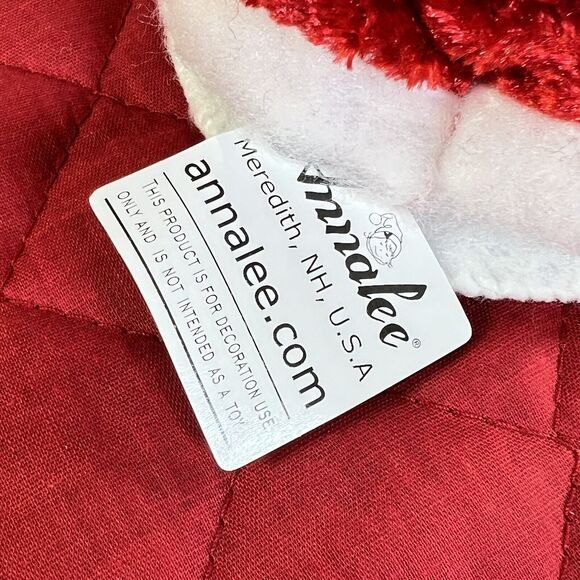 Annalee®
Meredith, NH, U.S.A
annalee.com
THIS PRODUCT IS FOR DECORATION USE
ONLY AND IS NOT INTENDED AS A TOY